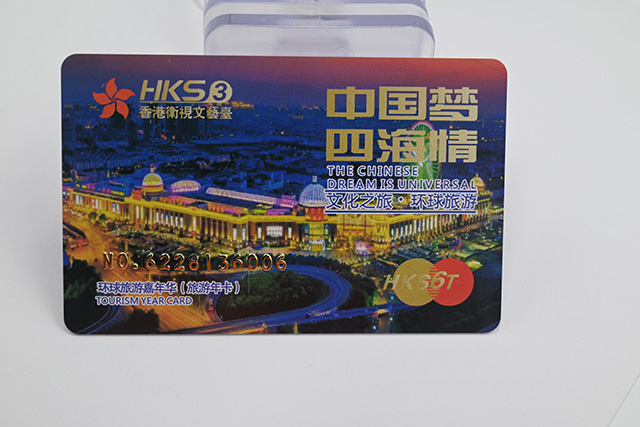 HKS3
香港衛視文藝臺
中国梦
四海情
THE CHINESE
DREAM IS UNIVERSAL
文化之旅·环球旅游
NO.6228136006
环球旅游嘉年华(旅游年卡)
TOURISM YEAR CARD
HKS6T